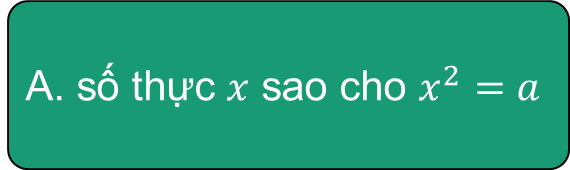 A. số thực 𝑥 sao cho 𝑥² = 𝑎